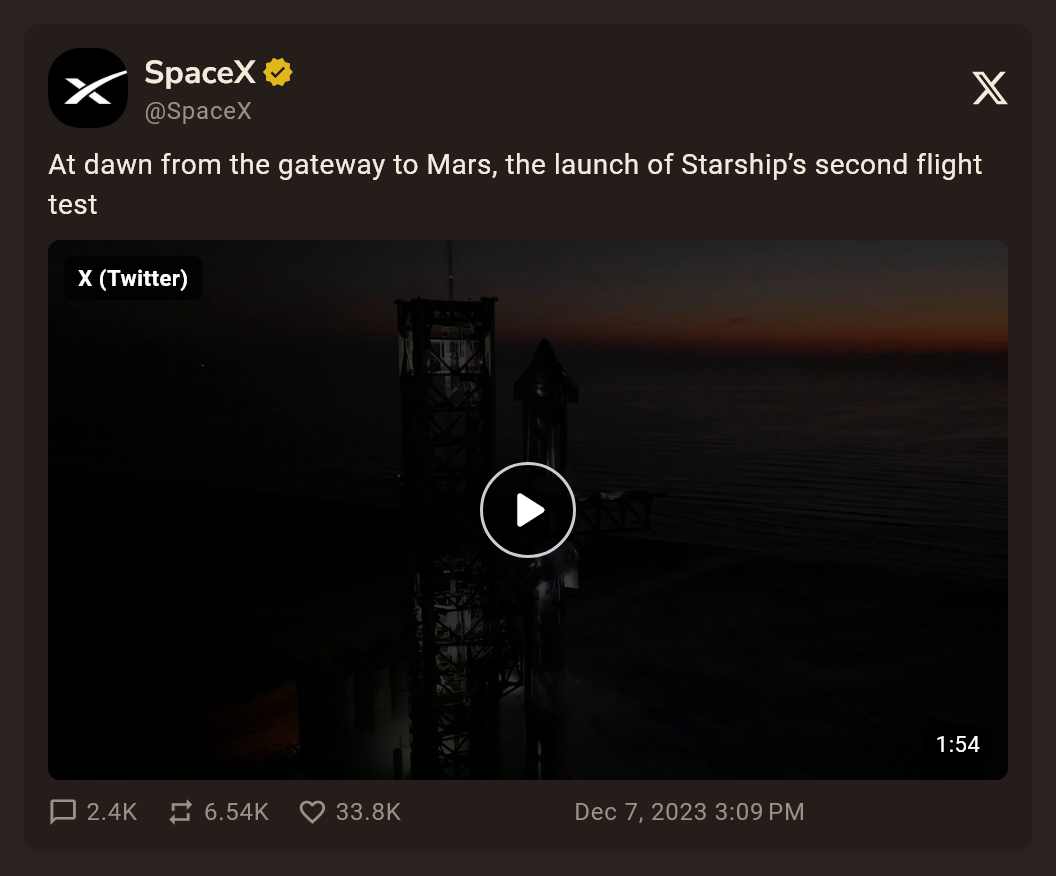 SpaceX
@SpaceX
At dawn from the gateway to Mars, the launch of Starship’s second flight
test
X (Twitter)
1:54
2.4K 6.54K 33.8K Dec 7, 2023 3:09 PM